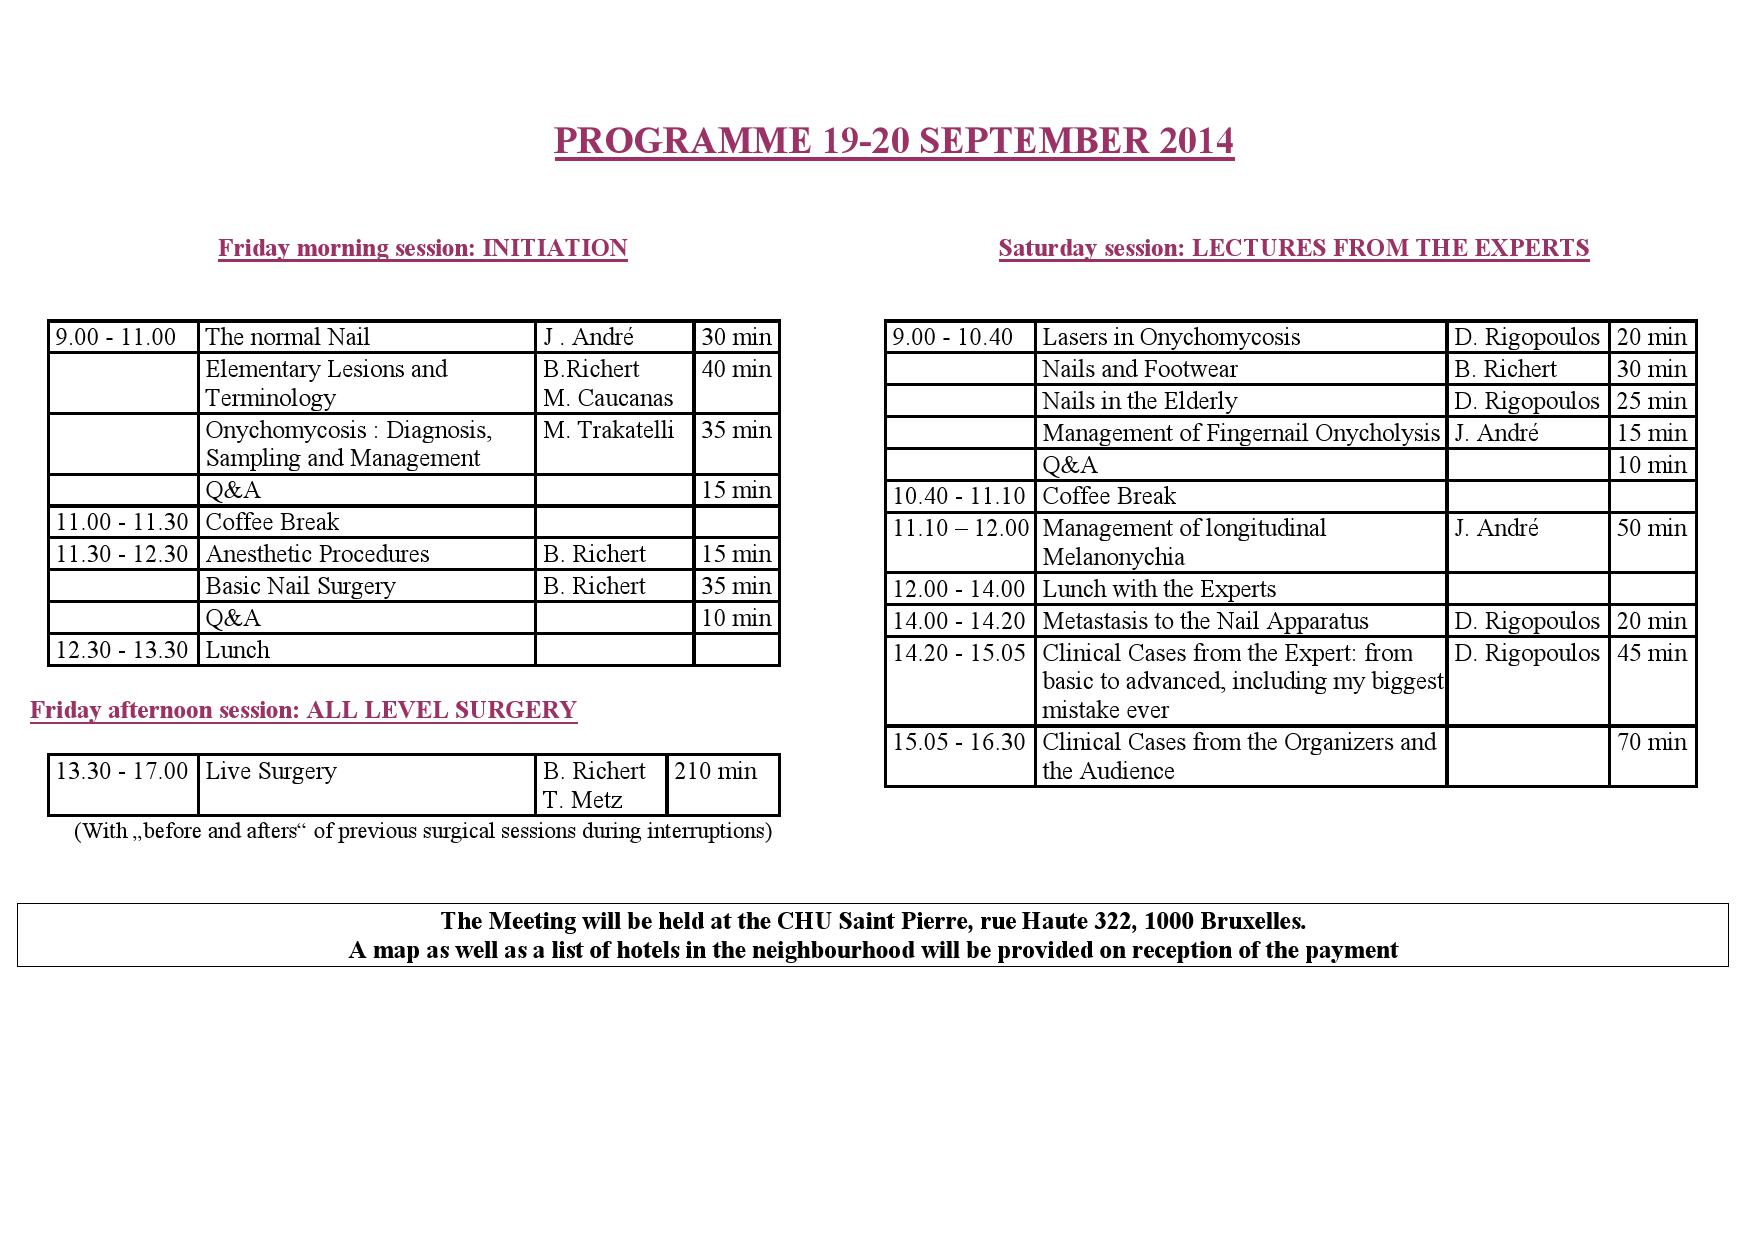 PROGRAMME 19-20 SEPTEMBER 2014
Friday morning session: INITIATION
9.00 - 11.00 The normal Nail J . André 30 min
Elementary Lesions and B.Richert 40 min
Terminology M. Caucanas
Onychomycosis : Diagnosis, M. Trakatelli 35 min
Sampling and Management
Q&A 15 min
11.00 - 11.30 Coffee Break
11.30 - 12.30 Anesthetic Procedures B. Richert 15 min
Basic Nail Surgery B. Richert 35 min
Q&A 10 min
12.30 - 13.30 Lunch
Friday afternoon session: ALL LEVEL SURGERY
13.30 - 17.00 Live Surgery B. Richert 210 min
T. Metz
(With „before and afters“ of previous surgical sessions during interruptions)
Saturday session: LECTURES FROM THE EXPERTS
9.00 - 10.40 Lasers in Onychomycosis D. Rigopoulos 20 min
Nails and Footwear B. Richert 30 min
Nails in the Elderly D. Rigopoulos 25 min
Management of Fingernail Onycholysis J. André 15 min
Q&A 10 min
10.40 - 11.10 Coffee Break
11.10 – 12.00 Management of longitudinal J. André 50 min
Melanonychia
12.00 - 14.00 Lunch with the Experts
14.00 - 14.20 Metastasis to the Nail Apparatus D. Rigopoulos 20 min
14.20 - 15.05 Clinical Cases from the Expert: from D. Rigopoulos 45 min
basic to advanced, including my biggest
mistake ever
15.05 - 16.30 Clinical Cases from the Organizers and 70 min
the Audience
The Meeting will be held at the CHU Saint Pierre, rue Haute 322, 1000 Bruxelles.
A map as well as a list of hotels in the neighbourhood will be provided on reception of the payment